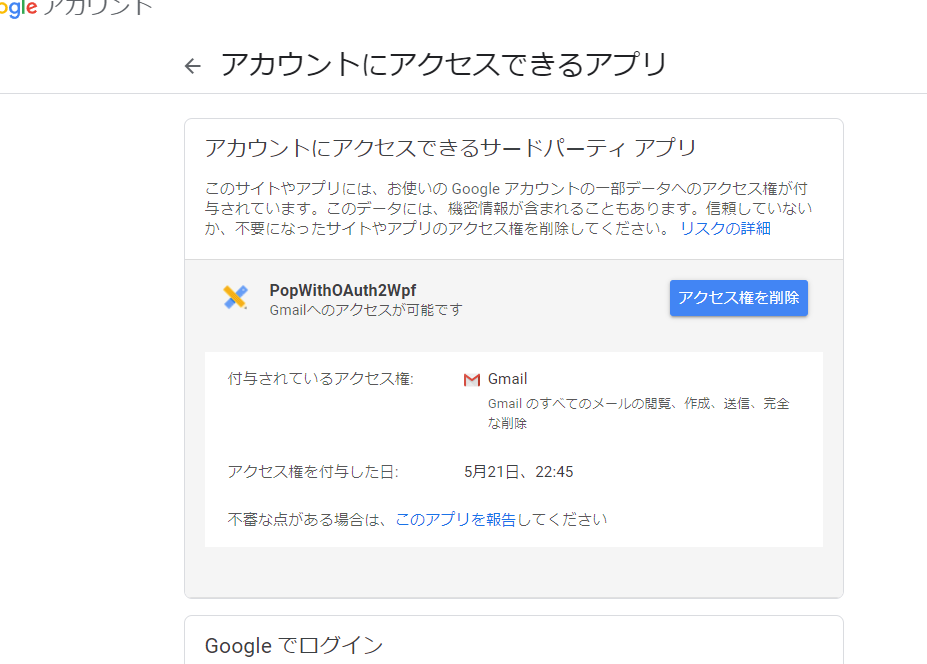 ogle アカウント
アカウントにアクセスできるアプリ
アカウントにアクセスできるサードパーティ アプリ
このサイトやアプリには、お使いの Google アカウントの一部データへのアクセス権が付
与されています。このデータには、機密情報が含まれることもあります。信頼していない
か、不要になったサイトやアプリのアクセス権を削除してください。 リスクの詳細
PopWithOAuth2Wpf
Gmailへのアクセスが可能です
アクセス権を削除
付与されているアクセス権:
Gmail
Gmail のすべてのメールの閲覧、作成、送信、完全
な削除
アクセス権を付与した日:
5月21日、22:45
不審な点がある場合は、このアプリを報告してください
Google でログイン